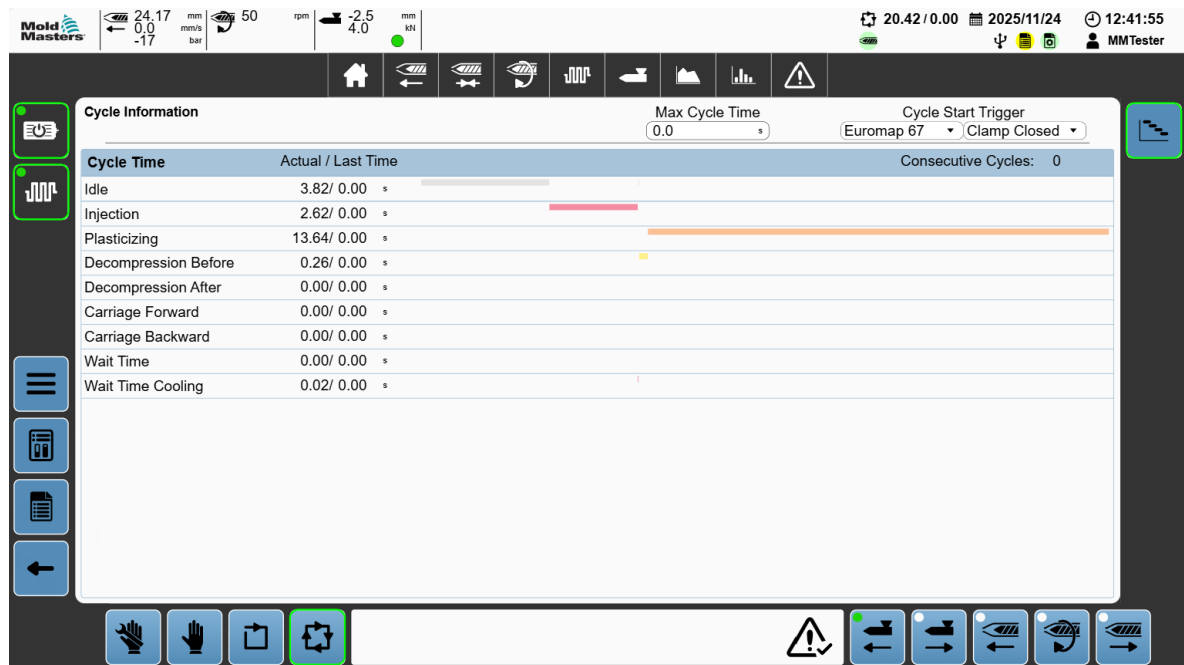 Mold
Masters
24.17 mm 50 rpm -2.5 mm
0.0 mm/s 4.0 kN
-17 bar
20.42 / 0.00 2025/11/24 12:41:55
MMTester
Cycle Information Max Cycle Time Cycle Start Trigger
0.0 s Euromap 67 Clamp Closed
Cycle Time Actual / Last Time Consecutive Cycles: 0
Idle 3.82/ 0.00 s
Injection 2.62/ 0.00 s
Plasticizing 13.64/ 0.00 s
Decompression Before 0.26/ 0.00 s
Decompression After 0.00/ 0.00 s
Carriage Forward 0.00/ 0.00 s
Carriage Backward 0.00/ 0.00 s
Wait Time 0.00/ 0.00 s
Wait Time Cooling 0.02/ 0.00 s